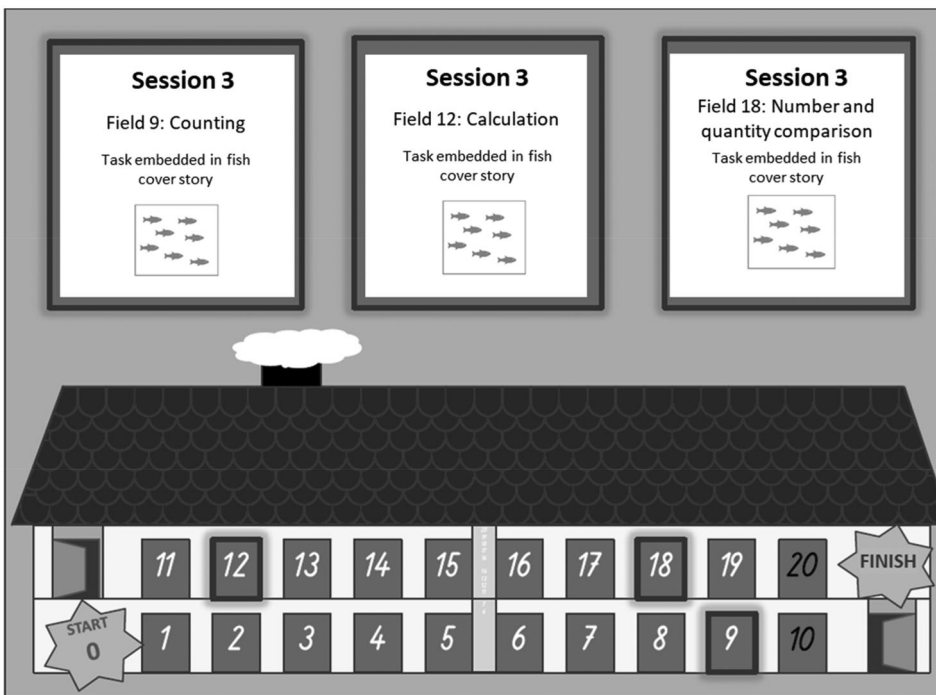 Session 3
Field 9: Counting
Task embedded in fish
cover story
Session 3
Field 12: Calculation
Task embedded in fish
cover story
Session 3
Field 18: Number and
quantity comparison
Task embedded in fish
cover story
11 12 13 14 15 16 17 18 19 20 FINISH
START
0
1 2 3 4 5 6 7 8 9 10